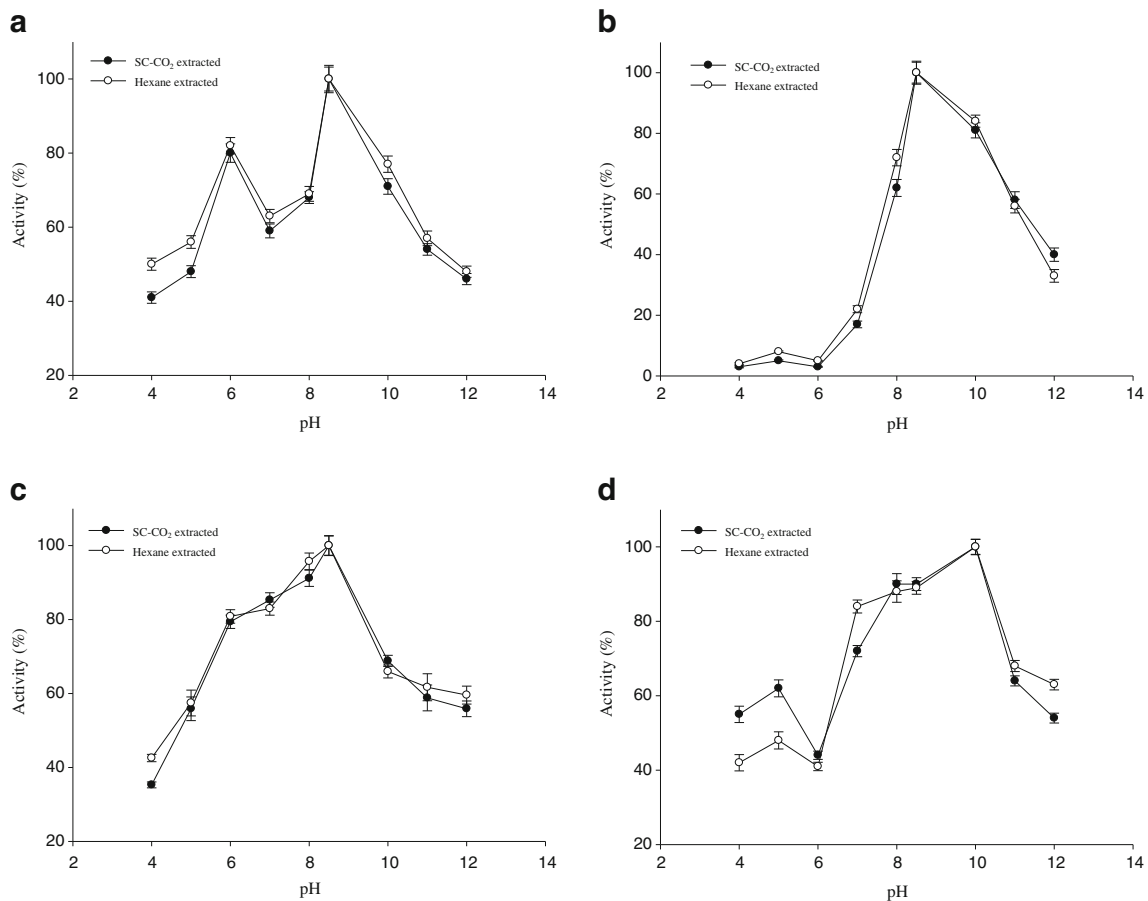 a
SC-CO2 extracted
Hexane extracted
100
80
60
40
20
Activity (%)
2 4 6 8 10 12 14
pH
b
SC-CO2 extracted
Hexane extracted
100
80
60
40
20
0
Activity (%)
2 4 6 8 10 12 14
pH
c
SC-CO2 extracted
Hexane extracted
100
80
60
40
20
Activity (%)
2 4 6 8 10 12 14
pH
d
SC-CO2 extracted
Hexane extracted
100
80
60
40
20
Activity (%)
2 4 6 8 10 12 14
pH